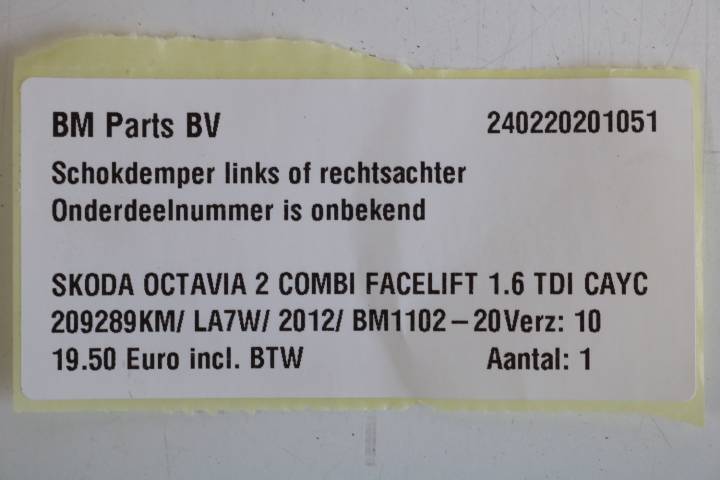 BM Parts BV 240220201051
Schokdemper links of rechtsachter
Onderdeelnummer is onbekend
SKODA OCTAVIA 2 COMBI FACELIFT 1.6 TDI CAYC
209289KM/ LA7W/ 2012/ BM1102-20Verz: 10
19.50 Euro incl. BTW Aantal: 1